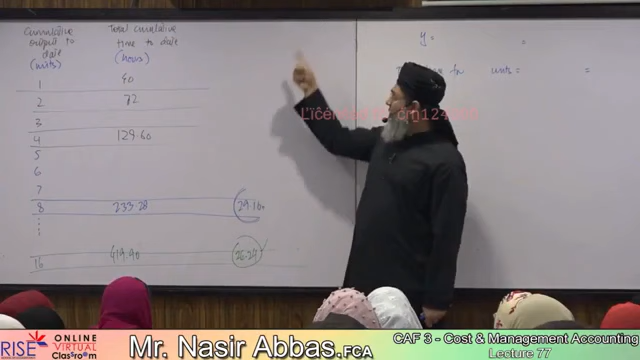 Cumulative
output to
date
(units)
Total cumulative
time to date
(hours)
1 40
2 72
3
4 129.60
5
6
7
8 233.28 29.160
16 419.90 26.24
y =
=
units =
=
RISE
ONLINE
VIRTUAL
Classroom
Mr. Nasir Abbas.FCA
CAF 3 - Cost & Management Accounting
Lecture 77